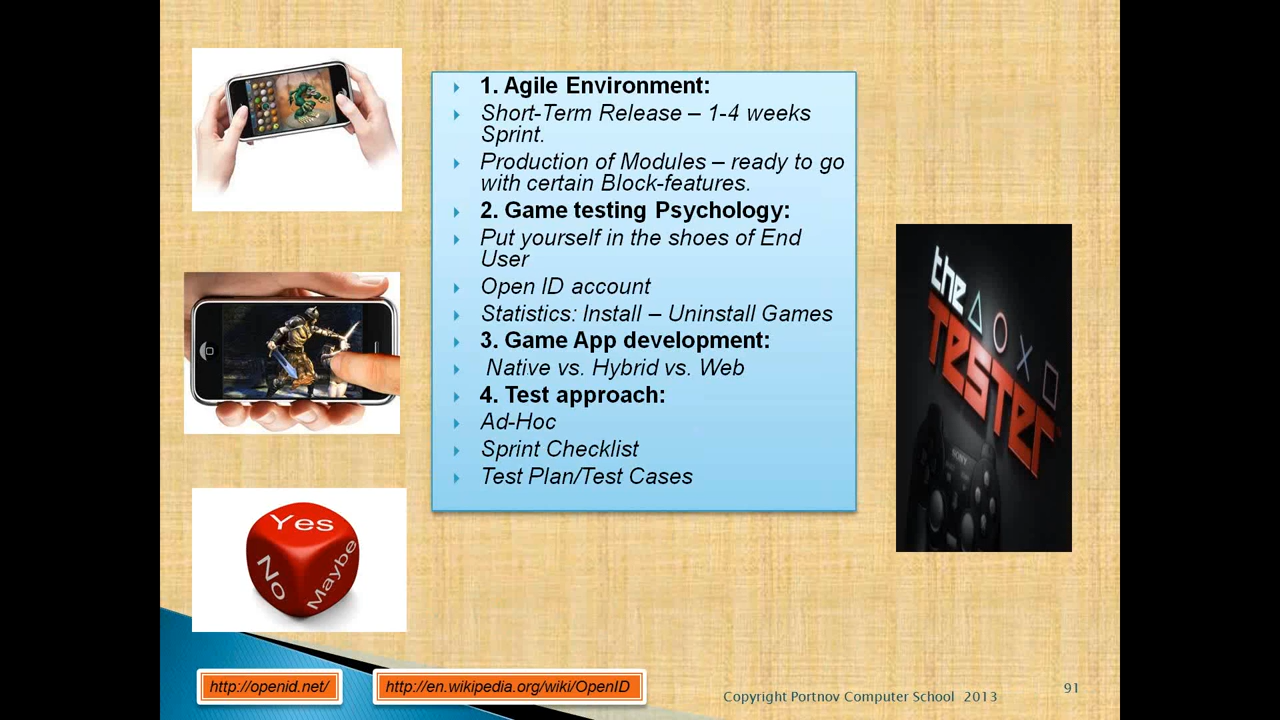 1. Agile Environment:
Short-Term Release – 1-4 weeks
Sprint.
Production of Modules – ready to go
with certain Block-features.
2. Game testing Psychology:
Put yourself in the shoes of End
User
Open ID account
Statistics: Install – Uninstall Games
3. Game App development:
Native vs. Hybrid vs. Web
4. Test approach:
Ad-Hoc
Sprint Checklist
Test Plan/Test Cases
the
TESTER
SONY
Yes
No
Maybe
http://openid.net/
http://en.wikipedia.org/wiki/OpenID
Copyright Portnov Computer School 2013
91